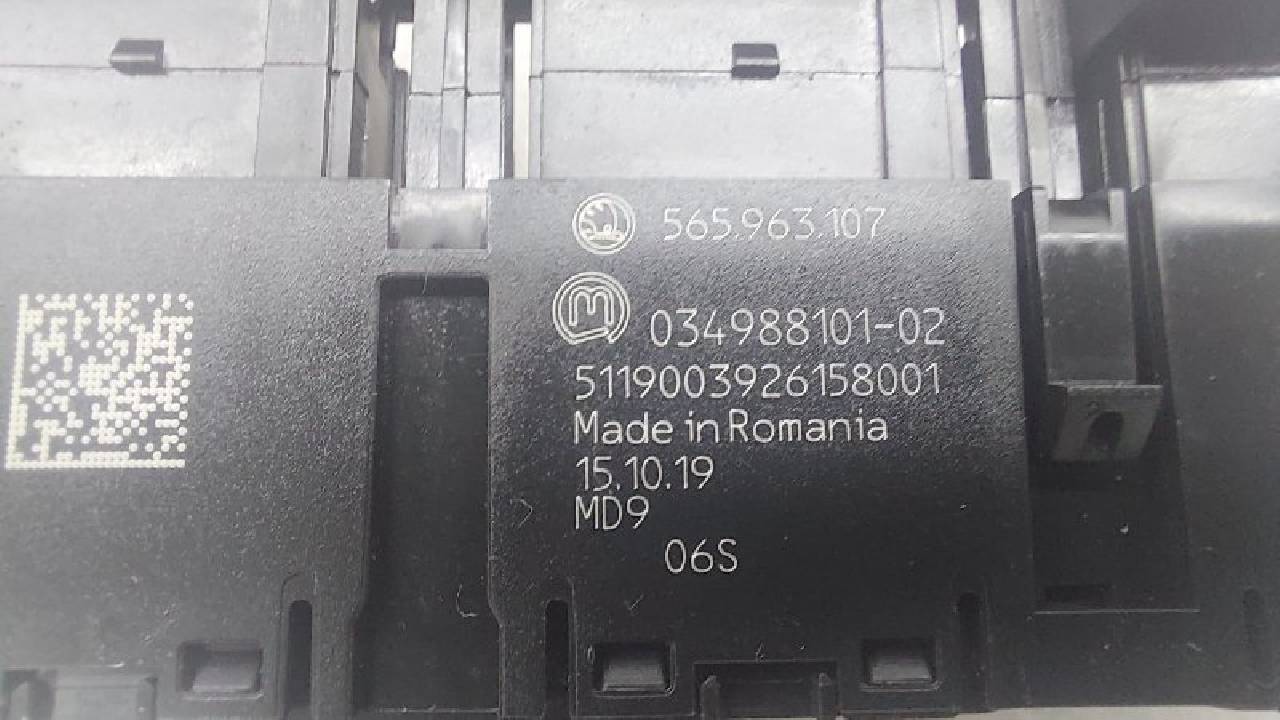 565.963.107
M
034988101-02
5119003926158001
Made in Romania
15.10.19
MD9
06S